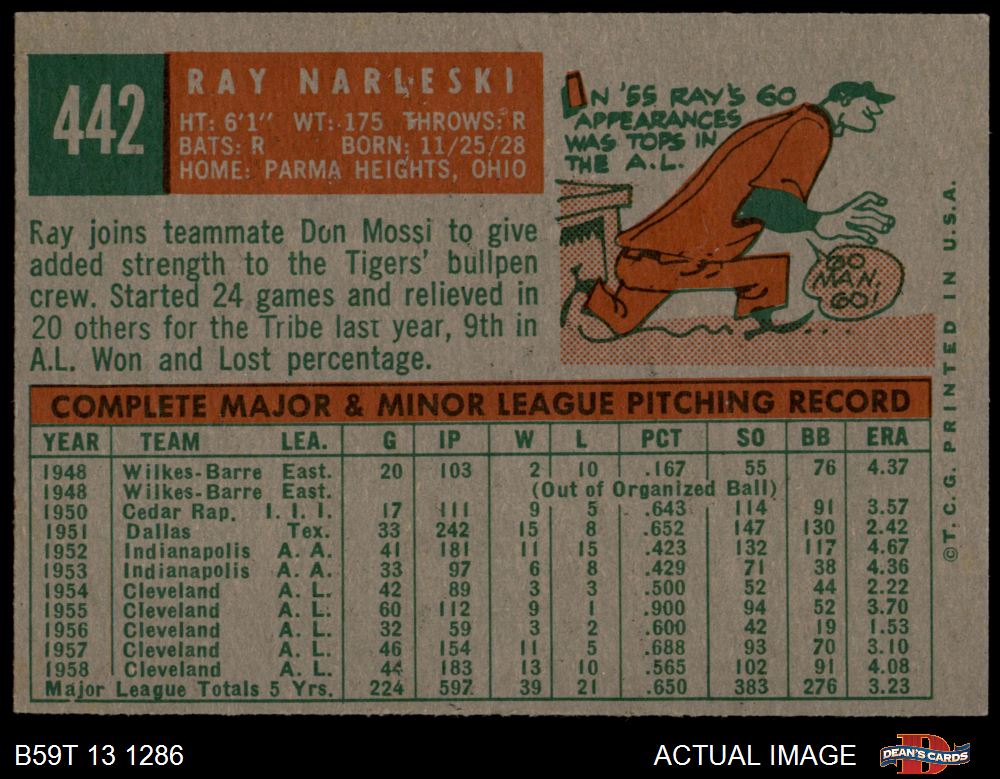 442
RAY NARLESKI
HT: 6'1" WT: 175 THROWS: R
BATS: R BORN: 11/25/28
HOME: PARMA HEIGHTS, OHIO
IN '55 RAY'S 60
APPEARANCES
WAS TOPS IN
THE A.L.
GO
MAN,
GO!
Ray joins teammate Don Mossi to give
added strength to the Tigers' bullpen
crew. Started 24 games and relieved in
20 others for the Tribe last year, 9th in
A.L. Won and Lost percentage.
COMPLETE MAJOR & MINOR LEAGUE PITCHING RECORD
YEAR TEAM LEA. G IP W L PCT SO BB ERA
1948 Wilkes-Barre East. 20 103 2 10 .167 55 76 4.37
1948 Wilkes-Barre East. (Out of Organized Ball)
1950 Cedar Rap. I. I. I. 17 111 9 5 .643 114 91 3.57
1951 Dallas Tex. 33 242 15 8 .652 147 130 2.42
1952 Indianapolis A. A. 41 181 11 15 .423 132 117 4.67
1953 Indianapolis A. A. 33 97 6 8 .429 71 38 4.36
1954 Cleveland A. L. 42 89 3 3 .500 52 44 2.22
1955 Cleveland A. L. 60 112 9 1 .900 94 52 3.70
1956 Cleveland A. L. 32 59 3 2 .600 42 19 1.53
1957 Cleveland A. L. 46 154 11 5 .688 93 70 3.10
1958 Cleveland A. L. 44 183 13 10 .565 102 91 4.08
Major League Totals 5 Yrs. 224 597 39 21 .650 383 276 3.23
©T.C.G. PRINTED IN U.S.A.
B59T 13 1286
ACTUAL IMAGE
D
DEAN'S CARDS